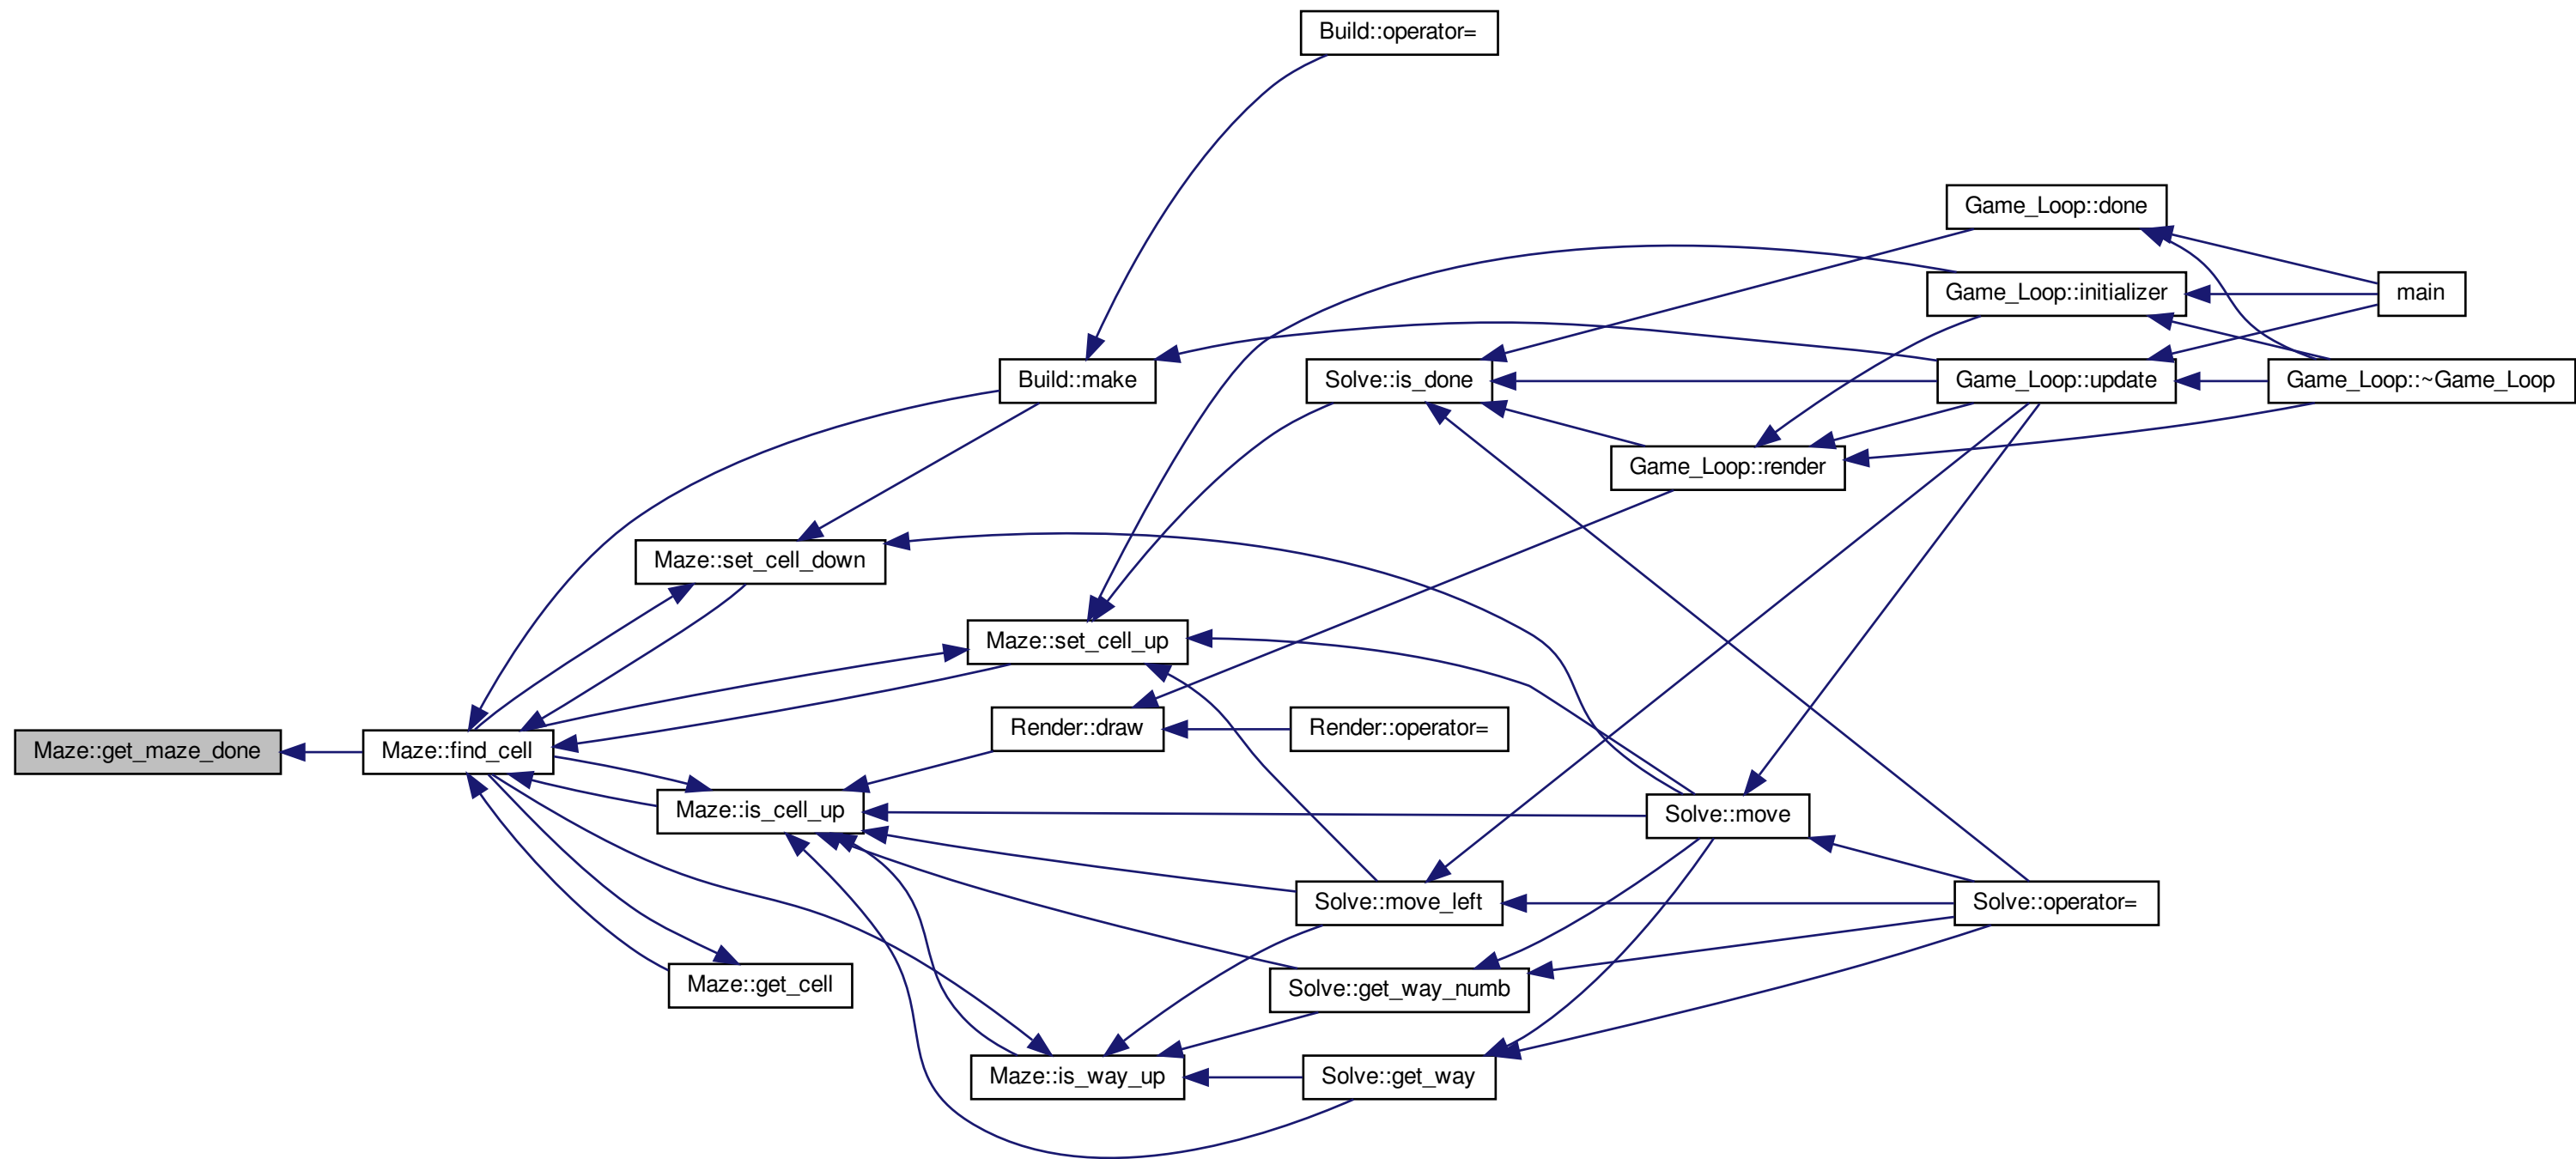 Build::operator=
Game_Loop::done
Game_Loop::initializer
main
Build::make
Solve::is_done
Game_Loop::update
Game_Loop::~Game_Loop
Game_Loop::render
Maze::set_cell_down
Maze::set_cell_up
Render::draw
Render::operator=
Maze::get_maze_done
Maze::find_cell
Maze::is_cell_up
Solve::move
Solve::move_left
Solve::operator=
Maze::get_cell
Solve::get_way_numb
Maze::is_way_up
Solve::get_way